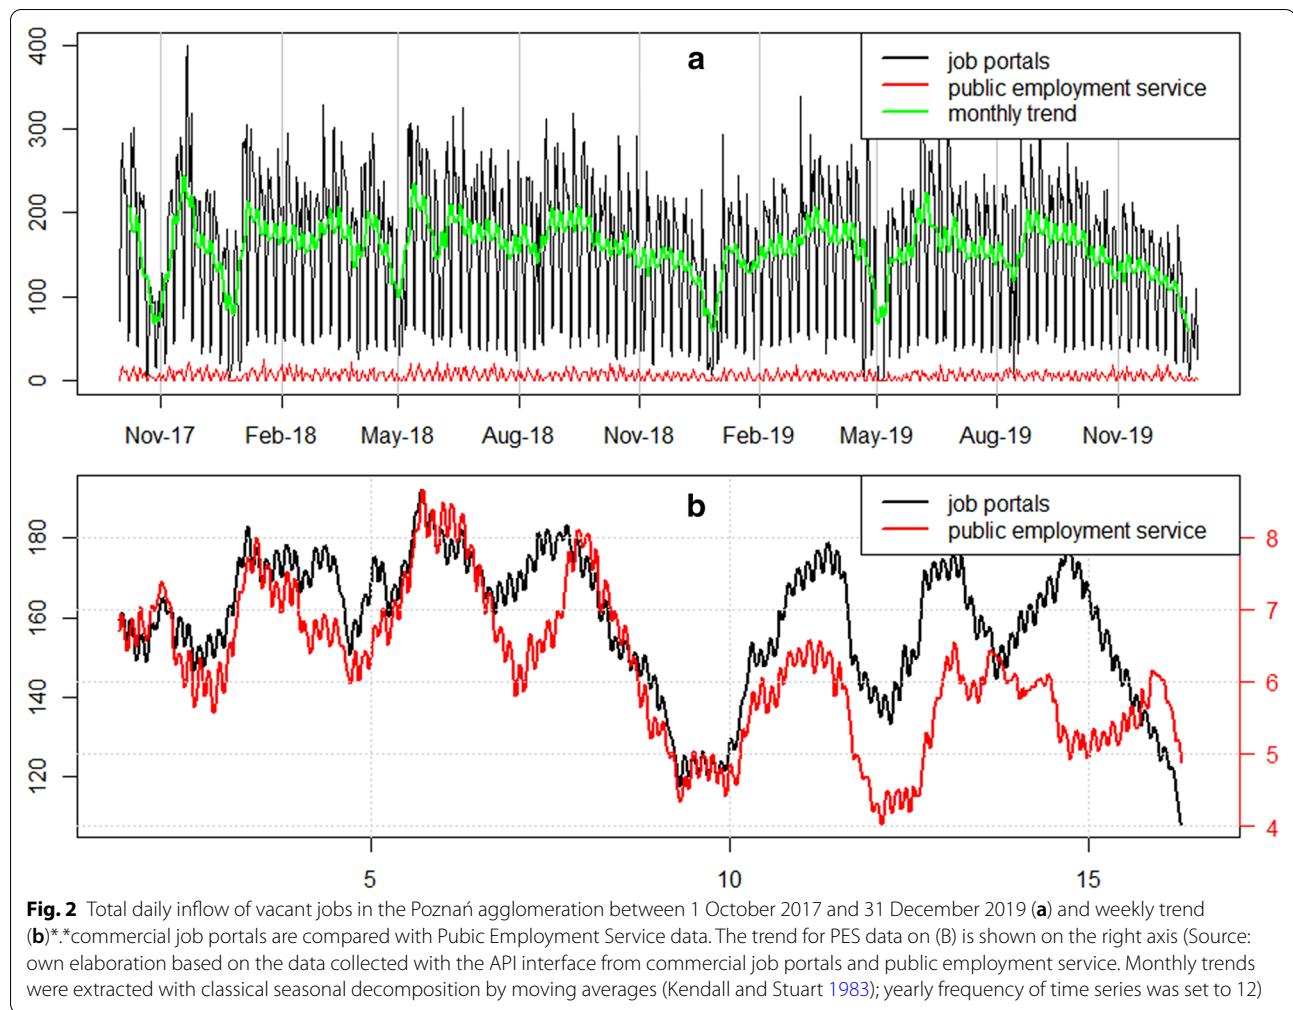 a
job portals
public employment service
monthly trend
400
300
200
100
0
Nov-17 Feb-18 May-18 Aug-18 Nov-18 Feb-19 May-19 Aug-19 Nov-19
b
job portals
public employment service
180
160
140
120
8
7
6
5
4
5 10 15
Fig. 2 Total daily inflow of vacant jobs in the Poznań agglomeration between 1 October 2017 and 31 December 2019 (a) and weekly trend
(b)*.*commercial job portals are compared with Pubic Employment Service data. The trend for PES data on (B) is shown on the right axis (Source:
own elaboration based on the data collected with the API interface from commercial job portals and public employment service. Monthly trends
were extracted with classical seasonal decomposition by moving averages (Kendall and Stuart 1983); yearly frequency of time series was set to 12)